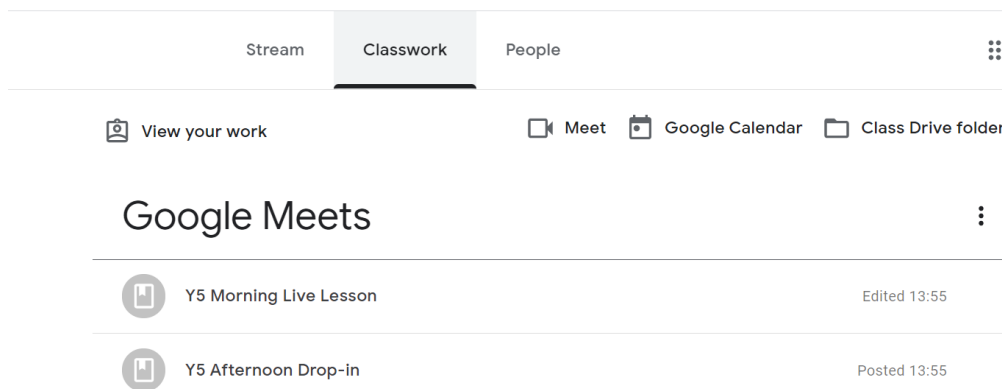 Stream Classwork People
View your work Meet Google Calendar Class Drive folder
Google Meets
Y5 Morning Live Lesson Edited 13:55
Y5 Afternoon Drop-in Posted 13:55